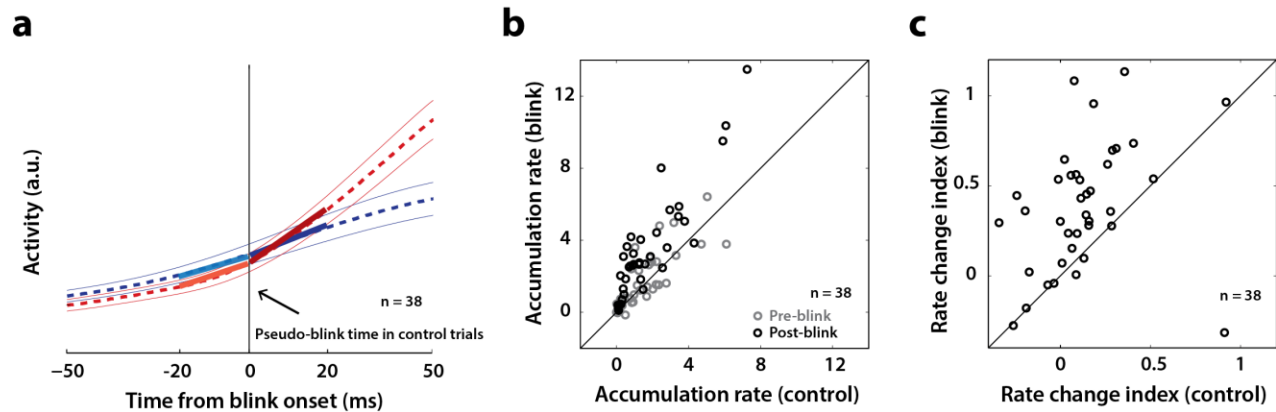 a
Activity (a.u.)
n = 38
Pseudo-blink time in control trials
−50
-20
0
20
50
Time from blink onset (ms)
b
Accumulation rate (blink)
12
8
4
0
n = 38
Pre-blink
Post-blink
0
4
8
12
Accumulation rate (control)
c
Rate change index (blink)
1
0.5
0
n = 38
0
0.5
1
Rate change index (control)